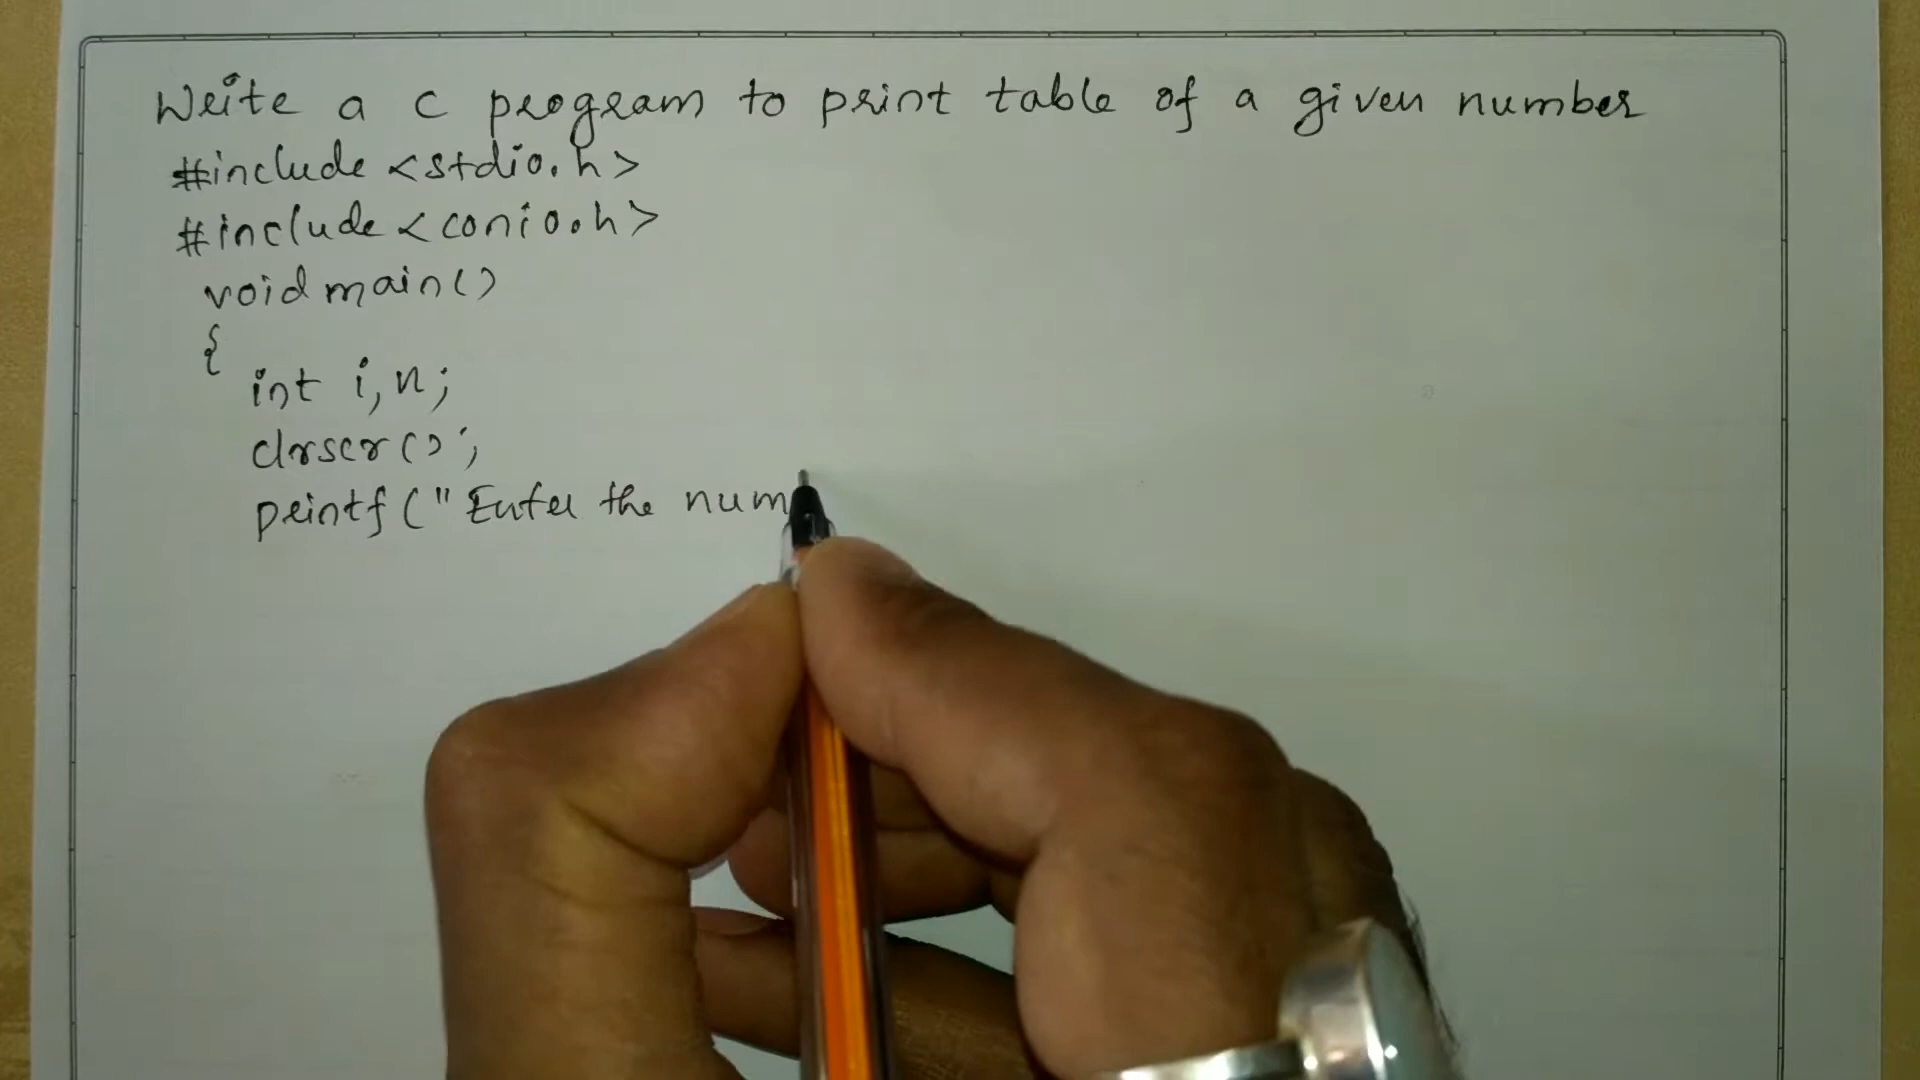 Write a c program to print table of a given number
#include <stdio.h>
#include <conio.h>
void main()
{
int i,n;
clrscr();
printf("Enter the num